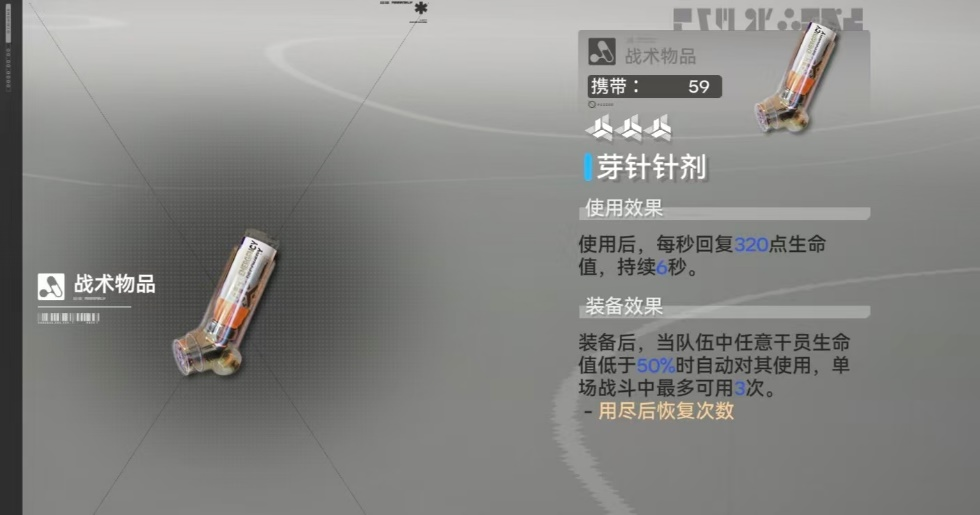 战术物品
战术物品
携带： 59
芽针针剂
使用效果
使用后，每秒回复320点生命
值，持续6秒。
装备效果
装备后，当队伍中任意干员生命
值低于50%时自动对其使用，单
场战斗中最多可用3次。
- 用尽后恢复次数